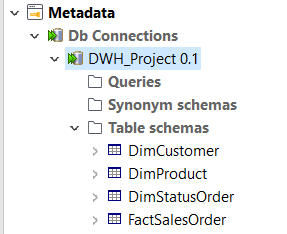 Metadata
Db Connections
DWH_Project 0.1
Queries
Synonym schemas
Table schemas
DimCustomer
DimProduct
DimStatusOrder
FactSalesOrder